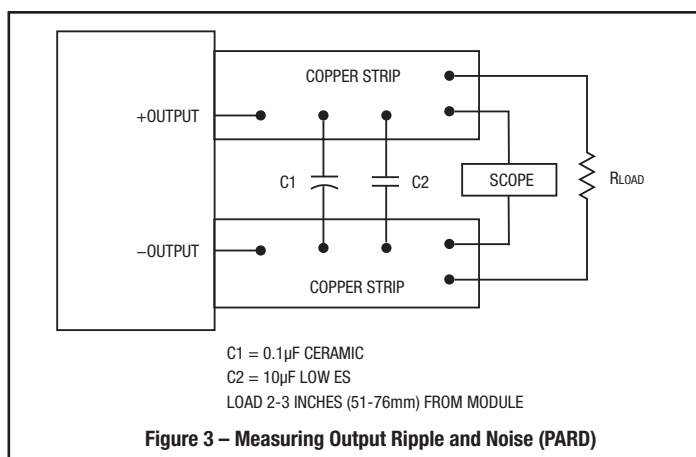 COPPER STRIP
+OUTPUT
C1
C2
SCOPE
RLOAD
−OUTPUT
COPPER STRIP
C1 = 0.1µF CERAMIC
C2 = 10µF LOW ES
LOAD 2-3 INCHES (51-76mm) FROM MODULE
Figure 3 – Measuring Output Ripple and Noise (PARD)